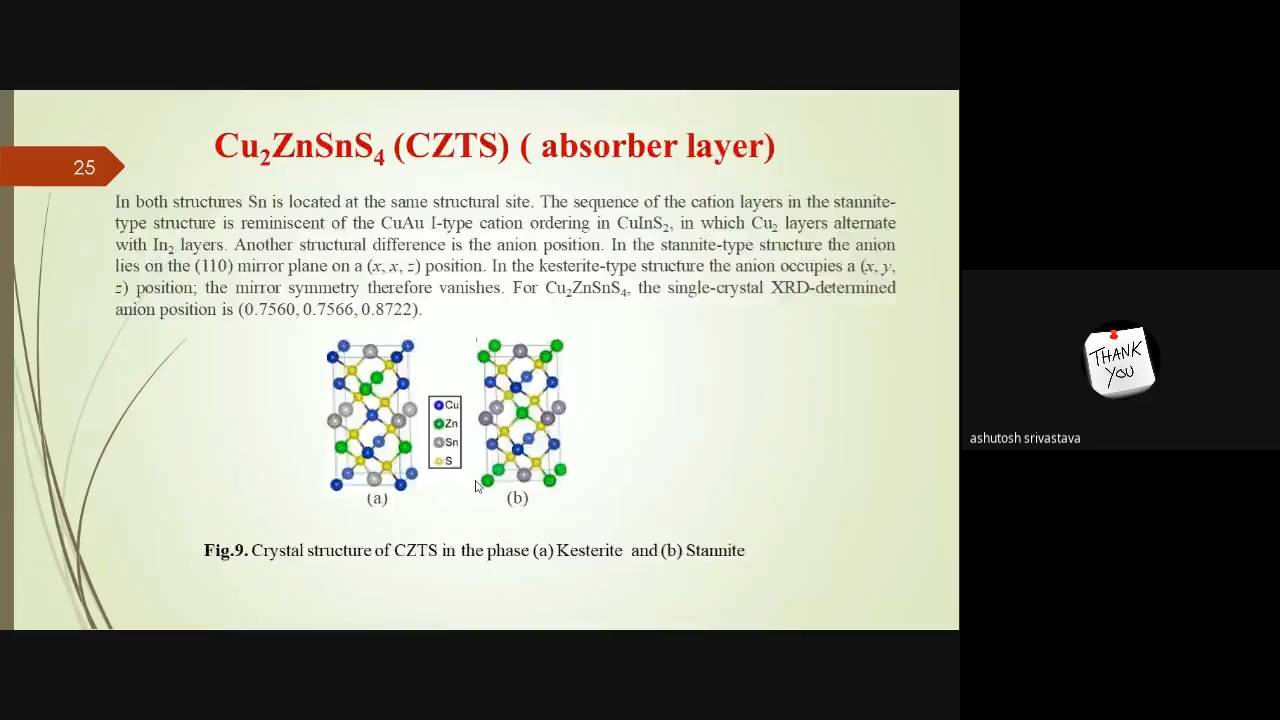 Cu₂ZnSnS₄ (CZTS) ( absorber layer)
25
In both structures Sn is located at the same structural site. The sequence of the cation layers in the stannite-
type structure is reminiscent of the CuAu I-type cation ordering in CuInS₂, in which Cu₂ layers alternate
with In₂ layers. Another structural difference is the anion position. In the stannite-type structure the anion
lies on the (110) mirror plane on a (x, x, z) position. In the kesterite-type structure the anion occupies a (x, y,
z) position; the mirror symmetry therefore vanishes. For Cu₂ZnSnS₄, the single-crystal XRD-determined
anion position is (0.7560, 0.7566, 0.8722).
Cu
Zn
Sn
S
(a)
(b)
Fig.9. Crystal structure of CZTS in the phase (a) Kesterite and (b) Stannite
THANK
YOU
ashutosh srivastava